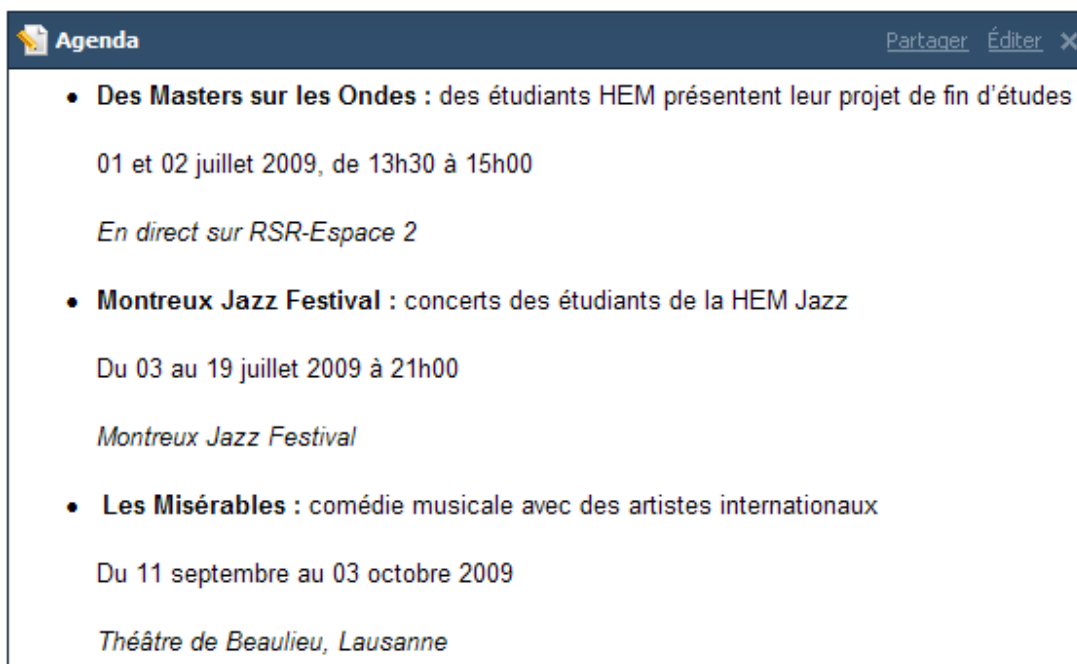 Agenda Partager Éditer
Des Masters sur les Ondes : des étudiants HEM présentent leur projet de fin d'études
01 et 02 juillet 2009, de 13h30 à 15h00
En direct sur RSR-Espace 2
Montreux Jazz Festival : concerts des étudiants de la HEM Jazz
Du 03 au 19 juillet 2009 à 21h00
Montreux Jazz Festival
Les Misérables : comédie musicale avec des artistes internationaux
Du 11 septembre au 03 octobre 2009
Théâtre de Beaulieu, Lausanne